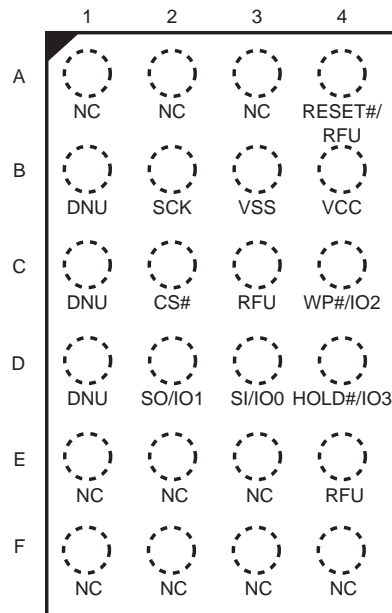 1 2 3 4
A
NC NC NC RESET#/
RFU
B
DNU SCK VSS VCC
C
DNU CS# RFU WP#/IO2
D
DNU SO/IO1 SI/IO0 HOLD#/IO3
E
NC NC NC RFU
F
NC NC NC NC